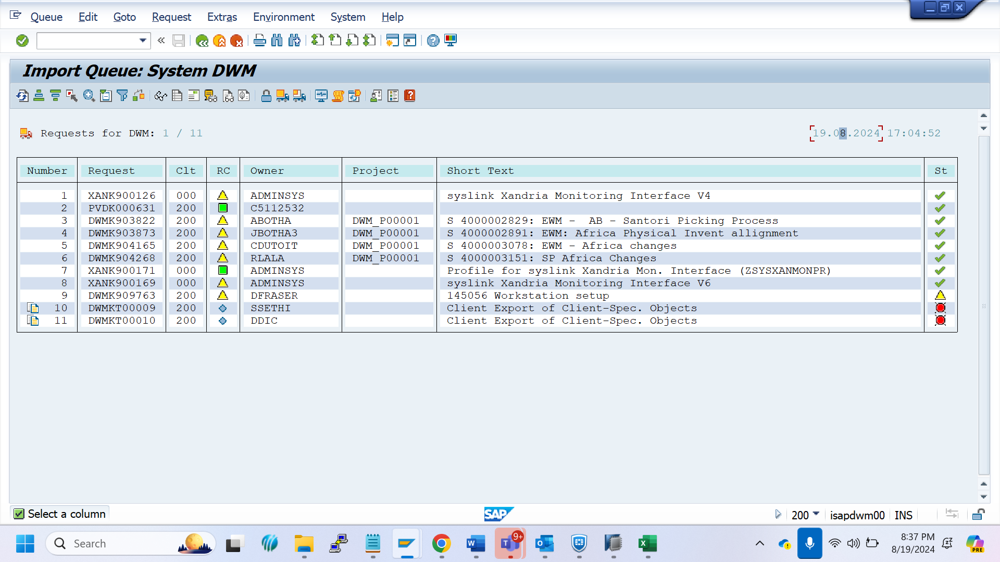 Queue Edit Goto Request Extras Environment System Help
Import Queue: System DWM
Requests for DWM: 1 / 11 19.08.2024 17:04:52
Number Request Clt RC Owner Project Short Text St
1 XANK900126 000 ADMINSYS syslink Xandria Monitoring Interface V4
2 PVDK000631 200 C5112532
3 DWMK903822 200 ABOTHA DWM_P00001 S 4000002829: EWM - AB - Santori Picking Process
4 DWMK903873 200 JBOTHA3 DWM_P00001 S 4000002891: EWM: Africa Physical Invent allignment
5 DWMK904165 200 CDUTOIT DWM_P00001 S 4000003078: EWM - Africa changes
6 DWMK904268 200 RLALA DWM_P00001 S 4000003151: SP Africa Changes
7 XANK900171 000 ADMINSYS Profile for syslink Xandria Mon. Interface (ZSYSXANMONPR)
8 XANK900169 000 ADMINSYS syslink Xandria Monitoring Interface V6
9 DWMK909763 200 DFRASER 145056 Workstation setup
10 DWMKT00009 200 SSETHI Client Export of Client-Spec. Objects
11 DWMKT00010 200 DDIC Client Export of Client-Spec. Objects
Select a column SAP 200 isapdwm00 INS
Search 9+ 8:37 PM
8/19/2024 PRE